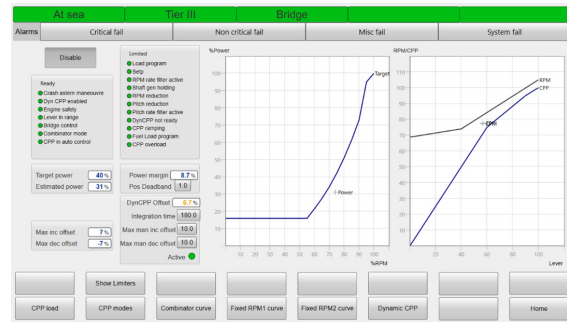 At sea Tier III Bridge
Alarms Critical fail Non critical fail Misc fail System fail
Disable
Ready
Crash astern maneouvre
Dyn CPP enabled
Engine safety
Lever In range
Bridge control
Combinator mode
CPP in auto control
Limited
Load program
Setp
RPM rate filter active
Shaft gen holding
RPM reduction
Pitch reduction
Pitch rate filter active
DynCPP not ready
CPP ramping
Fuel Load program
CPP overload
Target power 40 %
Estimated power 31 %
Power margin 8.7 %
Pos Deadband 1.0
DynCPP Offset 6.7 %
Integration time 180.0
Max man inc offset 10.0
Max man dec offset 10.0
Active
Max inc offset 7 %
Max dec offset -7 %
%Power
100
90
80
70
60
50
40
30
20
10
10 20 30 40 50 60 70 80 90 100
%RPM
Target
Power
RPM/CPP
110
100
90
80
70
60
50
40
30
20
10
20 40 60 80 100
Lever
RPM
CPP
Show Limiters
CPP load CPP modes Combinator curve Fixed RPM1 curve Fixed RPM2 curve Dynamic CPP Home